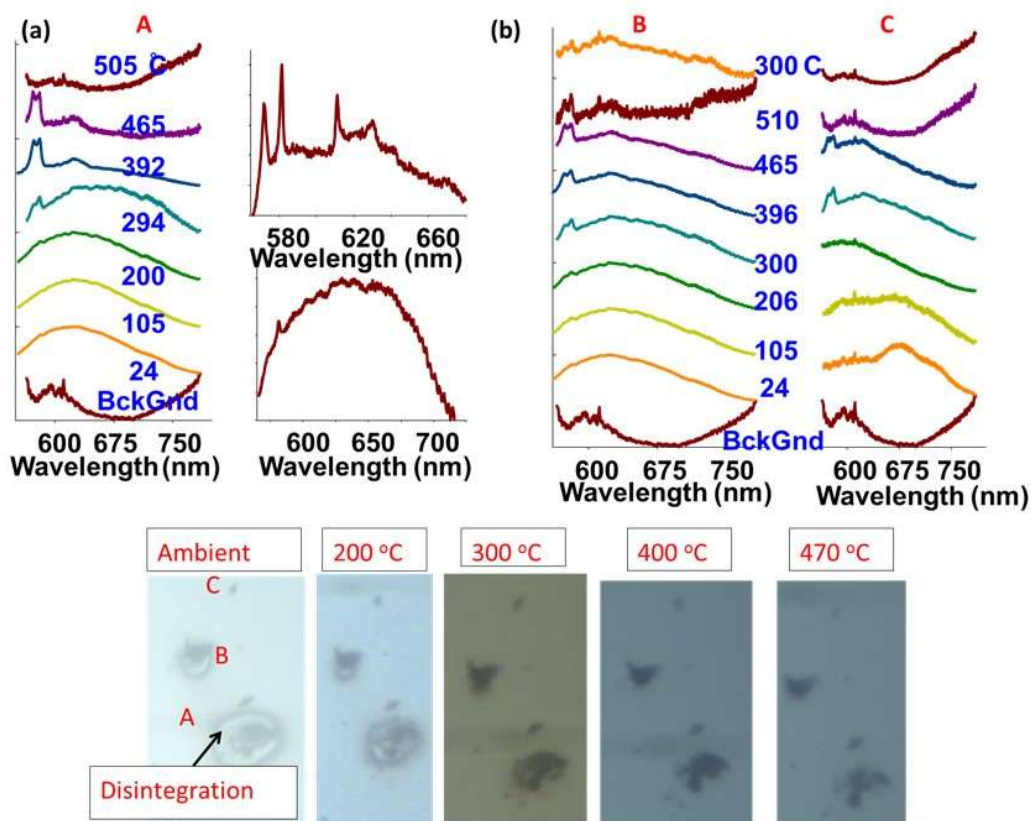 (a)
A
505 °C
465
392
294
200
105
24
BckGnd
600 675 750
Wavelength (nm)
580 620 660
Wavelength (nm)
600 650 700
Wavelength (nm)
(b)
B
C
300 C
510
465
396
300
206
105
24
BckGnd
600 675 750
Wavelength (nm)
600 675 750
Wavelength (nm)
Ambient
200 °C
300 °C
400 °C
470 °C
C
B
A
Disintegration